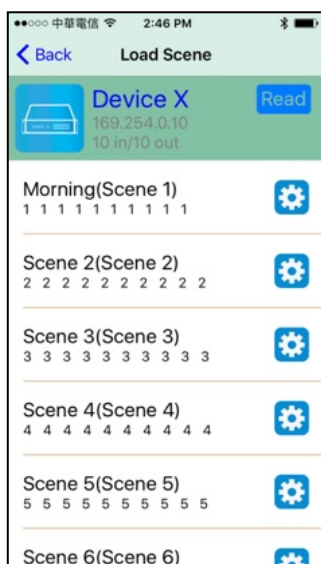 中華電信 2:46 PM
Back Load Scene
Device X Read
169.254.0.10
10 in/10 out
Morning(Scene 1)
1 1 1 1 1 1 1 1 1 1
Scene 2(Scene 2)
2 2 2 2 2 2 2 2 2 2
Scene 3(Scene 3)
3 3 3 3 3 3 3 3 3 3
Scene 4(Scene 4)
4 4 4 4 4 4 4 4 4 4
Scene 5(Scene 5)
5 5 5 5 5 5 5 5 5 5
Scene 6(Scene 6)